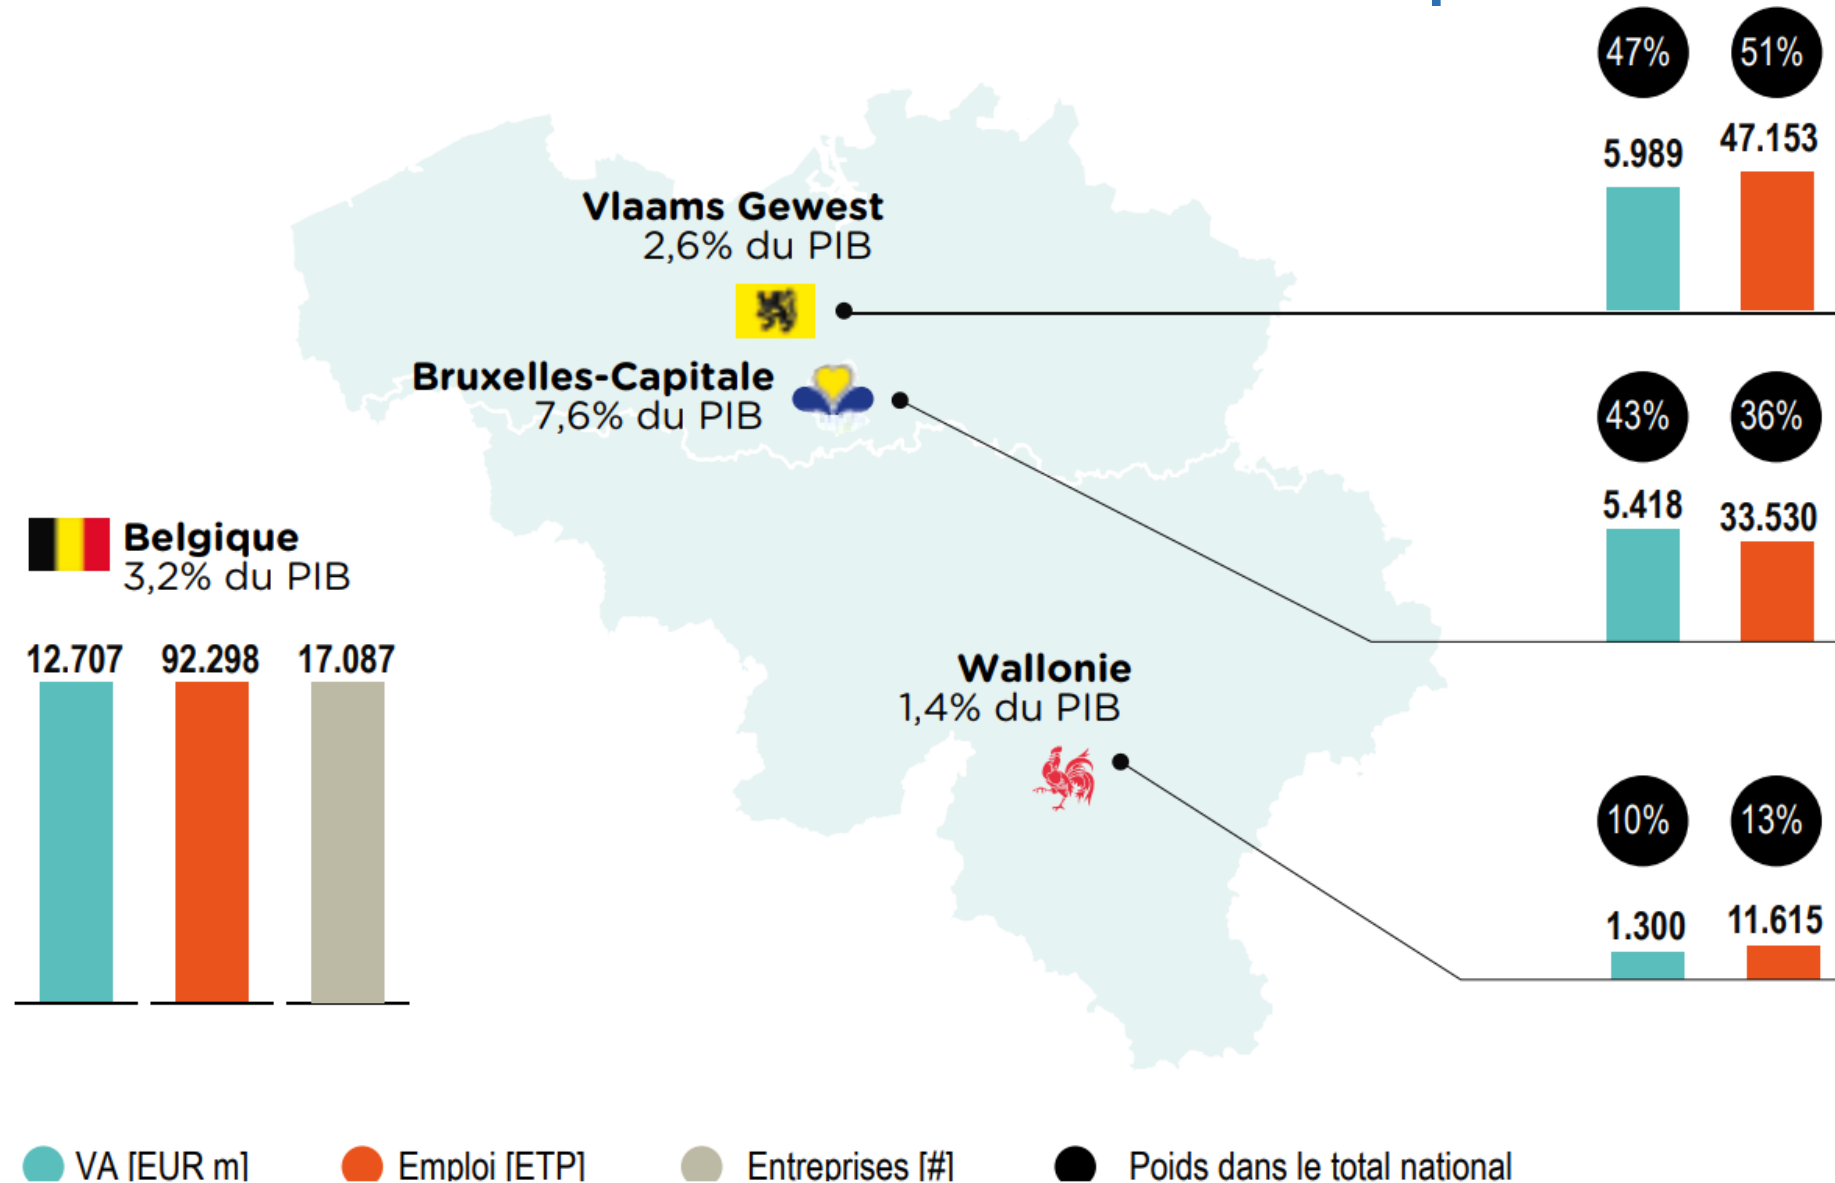 47% 51%
5.989 47.153
Vlaams Gewest
2,6% du PIB
Bruxelles-Capitale
7,6% du PIB
43% 36%
5.418 33.530
Belgique
3,2% du PIB
12.707 92.298 17.087
Wallonie
1,4% du PIB
10% 13%
1.300 11.615
VA [EUR m] Emploi [ETP] Entreprises [#] Poids dans le total national